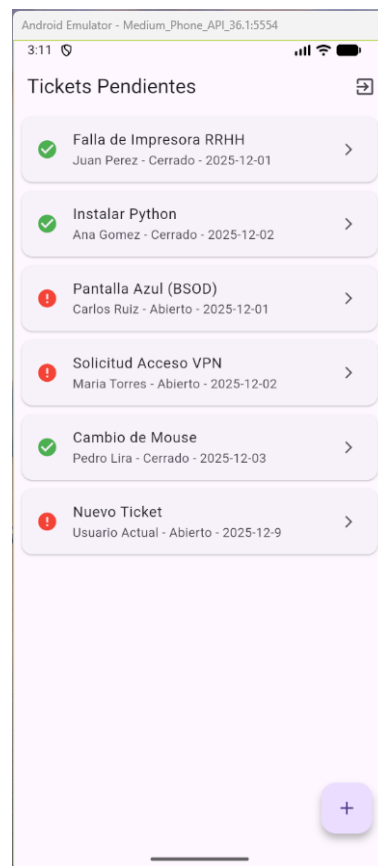 Android Emulator - Medium_Phone_API_36.1:5554
3:11
Tickets Pendientes
Falla de Impresora RRHH
Juan Perez - Cerrado - 2025-12-01
Instalar Python
Ana Gomez - Cerrado - 2025-12-02
Pantalla Azul (BSOD)
Carlos Ruiz - Abierto - 2025-12-01
Solicitud Acceso VPN
Maria Torres - Abierto - 2025-12-02
Cambio de Mouse
Pedro Lira - Cerrado - 2025-12-03
Nuevo Ticket
Usuario Actual - Abierto - 2025-12-9
+